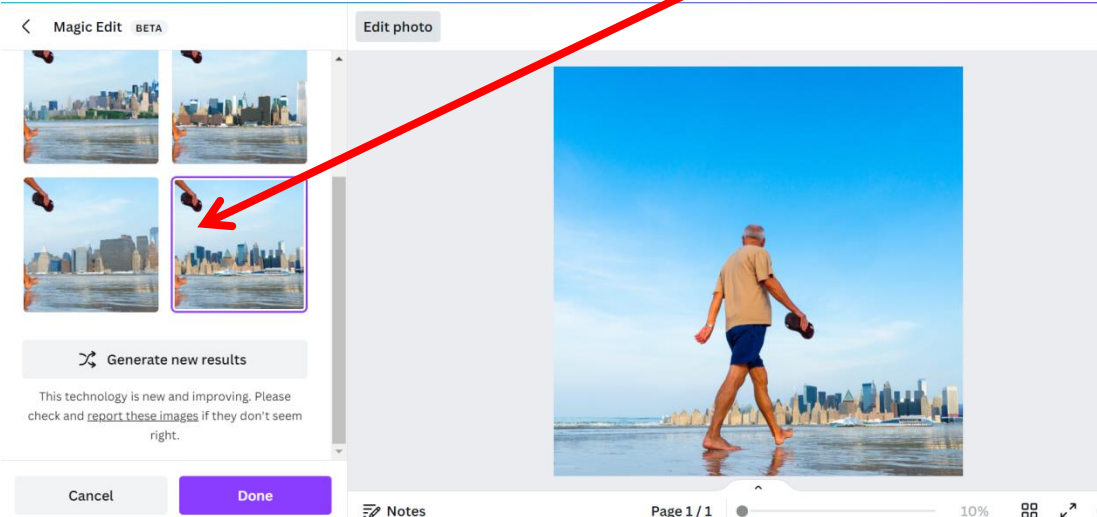 Magic Edit BETA
Edit photo
Generate new results
This technology is new and improving. Please
check and report these images if they don't seem
right.
Cancel
Done
Notes
Page 1 / 1
10%